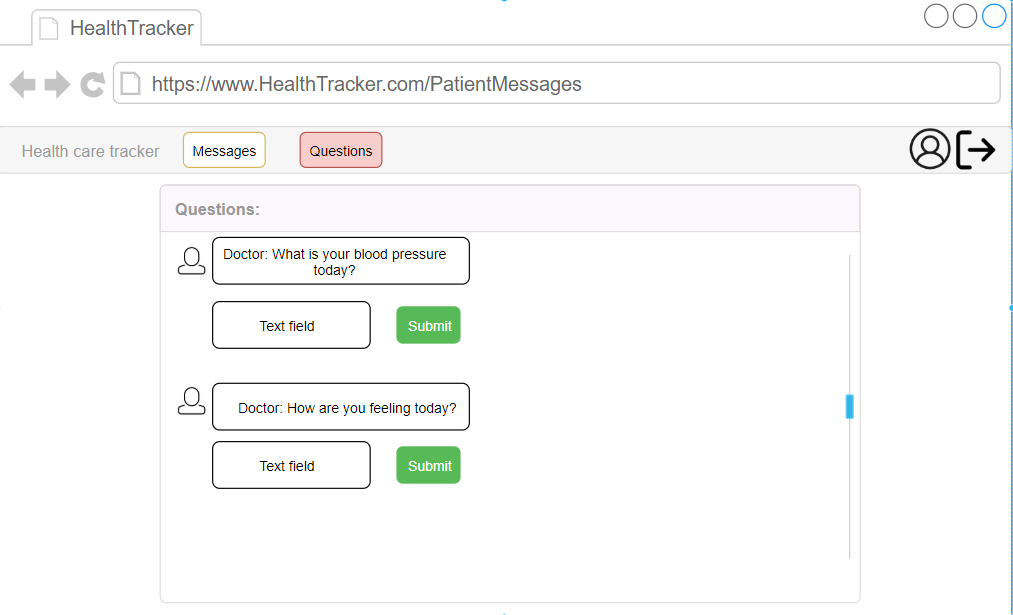 HealthTracker
https://www.HealthTracker.com/PatientMessages
Health care tracker
Messages
Questions
Questions:
Doctor: What is your blood pressure
today?
Text field
Submit
Doctor: How are you feeling today?
Text field
Submit